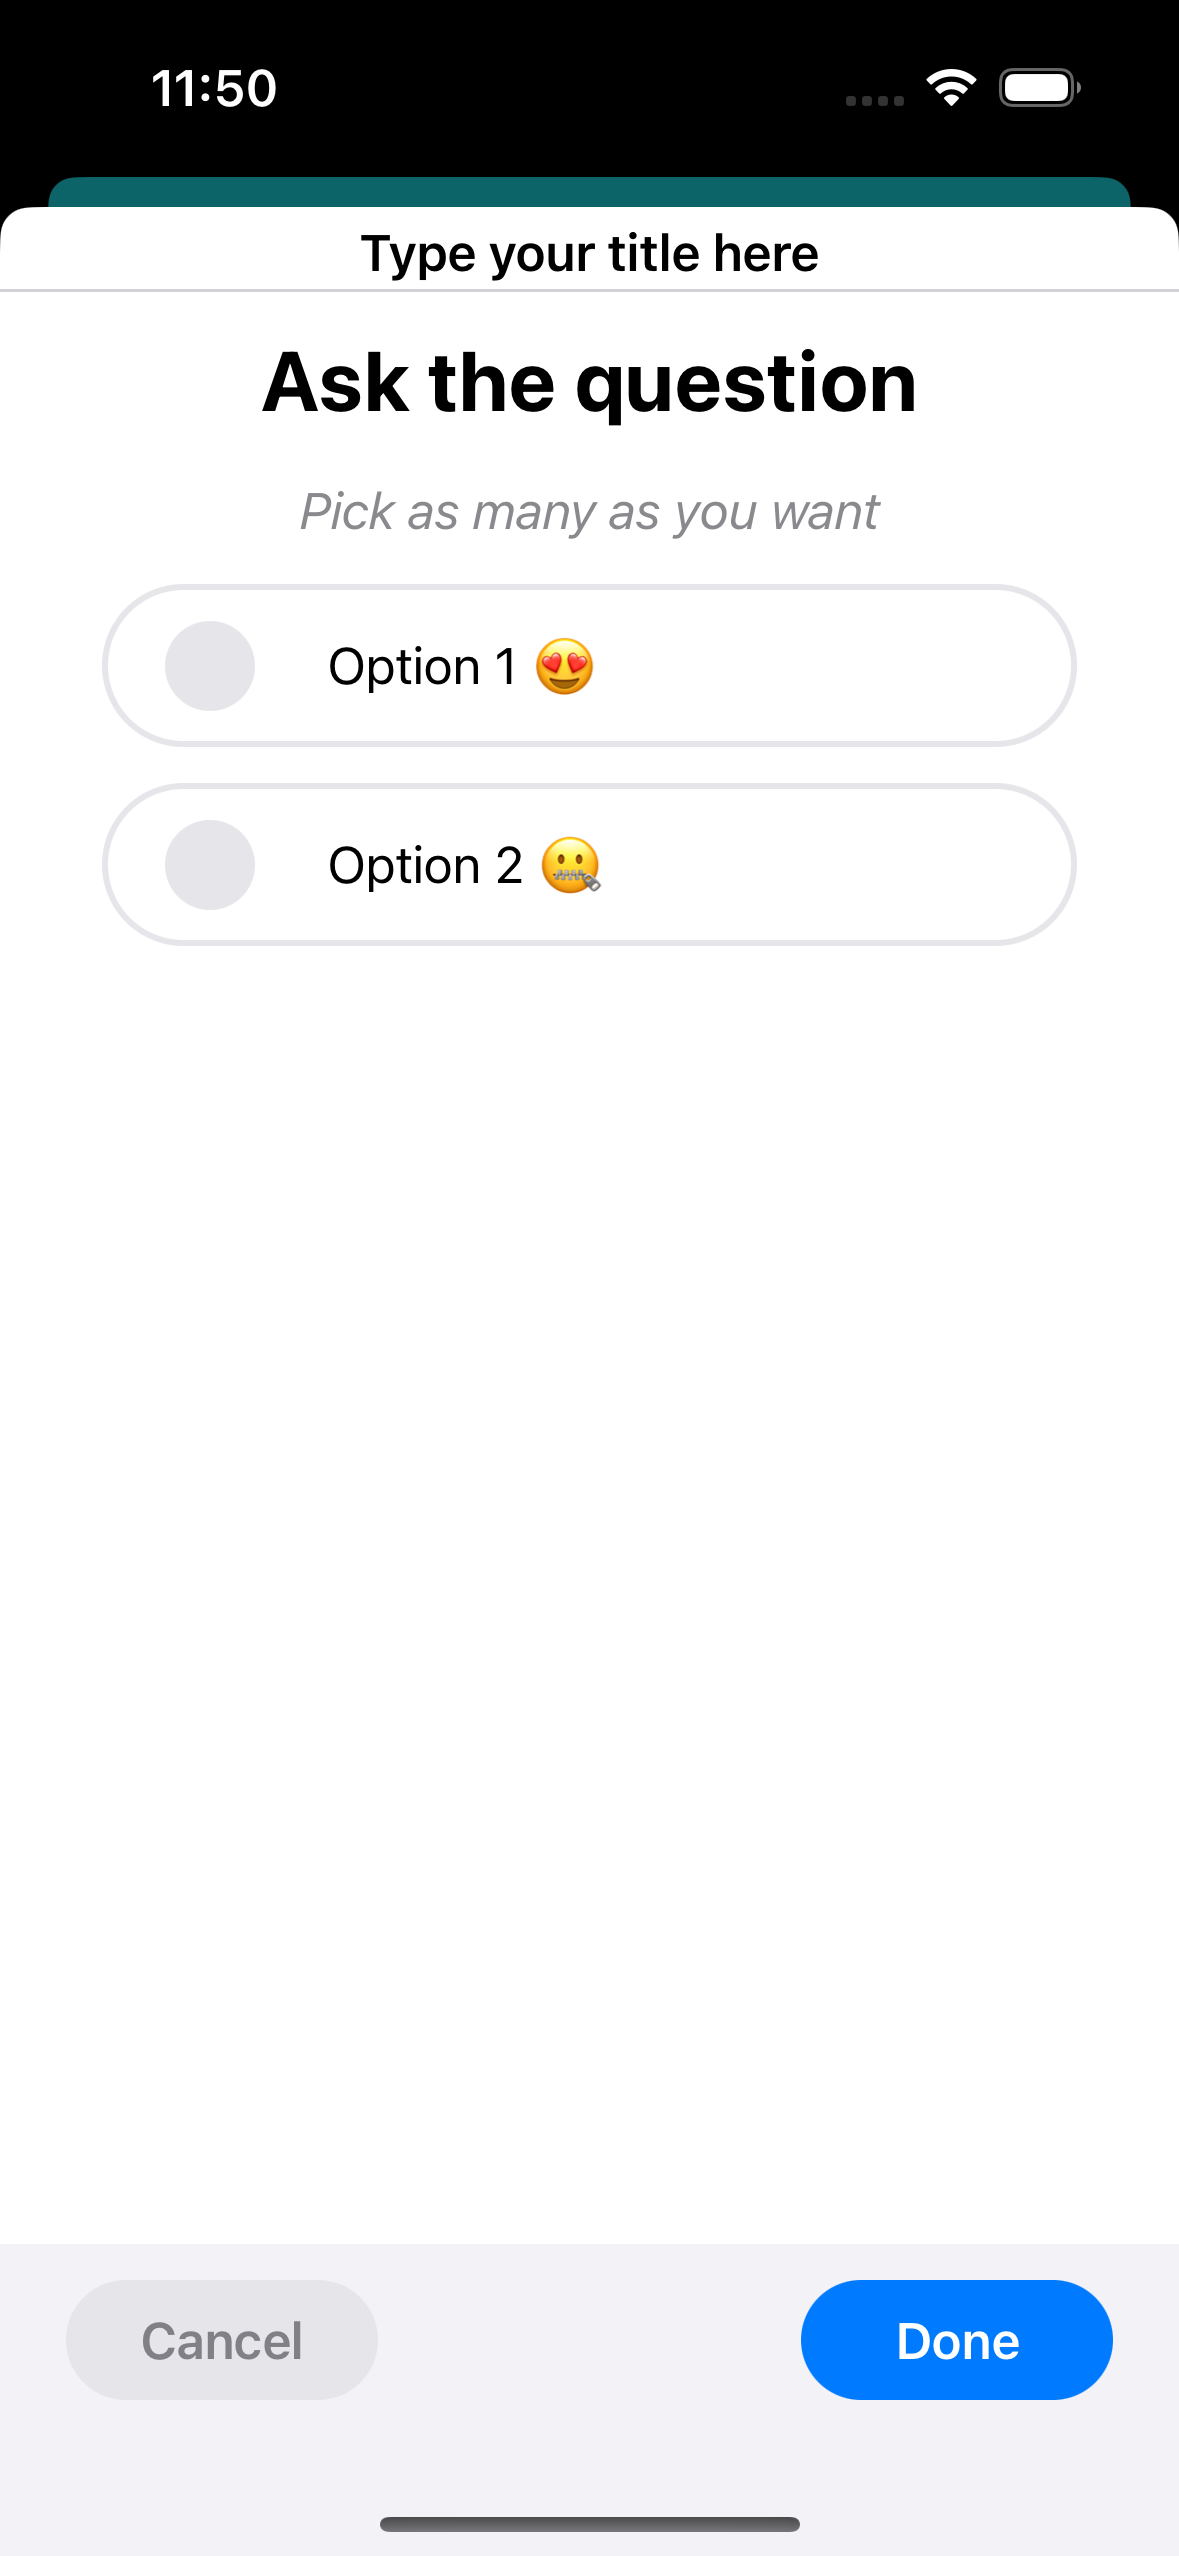 11:50
Type your title here
Ask the question
Pick as many as you want
Option 1 😍
Option 2 🤐
Cancel
Done